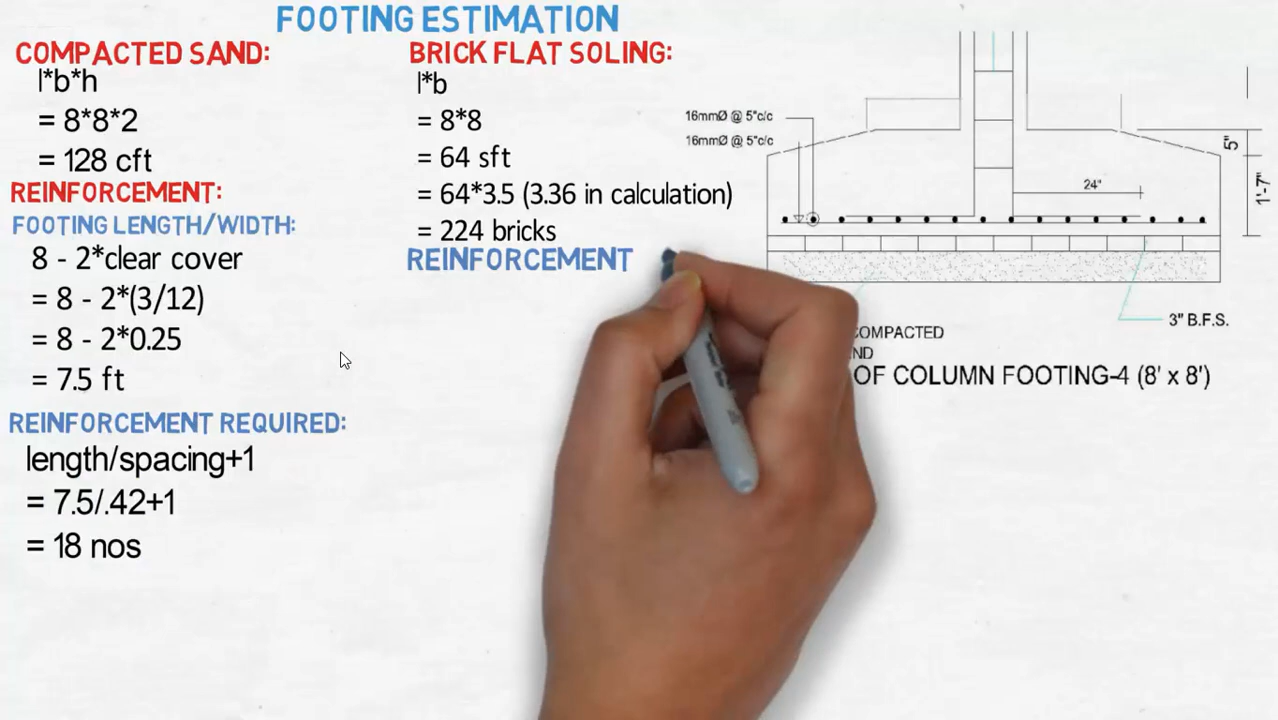 FOOTING ESTIMATION
COMPACTED SAND:
l*b*h
= 8*8*2
= 128 cft
REINFORCEMENT:
FOOTING LENGTH/WIDTH:
8 - 2*clear cover
= 8 - 2*(3/12)
= 8 - 2*0.25
= 7.5 ft
REINFORCEMENT REQUIRED:
length/spacing+1
= 7.5/.42+1
= 18 nos
BRICK FLAT SOLING:
l*b
= 8*8
= 64 sft
= 64*3.5 (3.36 in calculation)
= 224 bricks
REINFORCEMENT
16mmØ @ 5"c/c
16mmØ @ 5"c/c
24"
5"
1'-7"
3" B.F.S.
COMPACTED
ND
OF COLUMN FOOTING-4 (8' x 8')